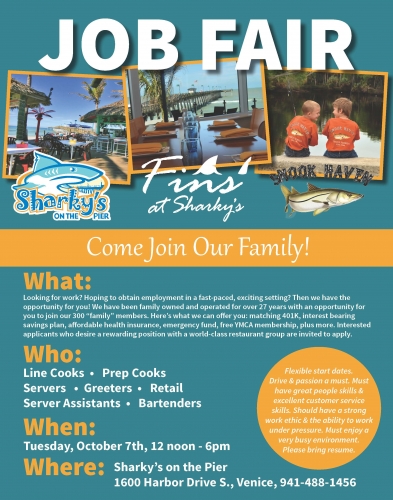 JOB FAIR
Sharky's
ON THE
PIER
Fins
at Sharky's
SNOOK HAVEN
Come Join Our Family!
What:
Looking for work? Hoping to obtain employment in a fast-paced, exciting setting? Then we have the
opportunity for you! We have been family owned and operated for over 27 years with an opportunity for
you to join our 300 “family” members. Here’s what we can offer you: matching 401K, interest bearing
savings plan, affordable health insurance, emergency fund, free YMCA membership, plus more. Interested
applicants who desire a rewarding position with a world-class restaurant group are invited to apply.
Who:
Line Cooks • Prep Cooks
Servers • Greeters • Retail
Server Assistants • Bartenders
Flexible start dates.
Drive & passion a must. Must
have great people skills &
excellent customer service
skills. Should have a strong
work ethic & the ability to work
under pressure. Must enjoy a
very busy environment.
Please bring resume.
When:
Tuesday, October 7th, 12 noon - 6pm
Where: Sharky’s on the Pier
1600 Harbor Drive S., Venice, 941-488-1456